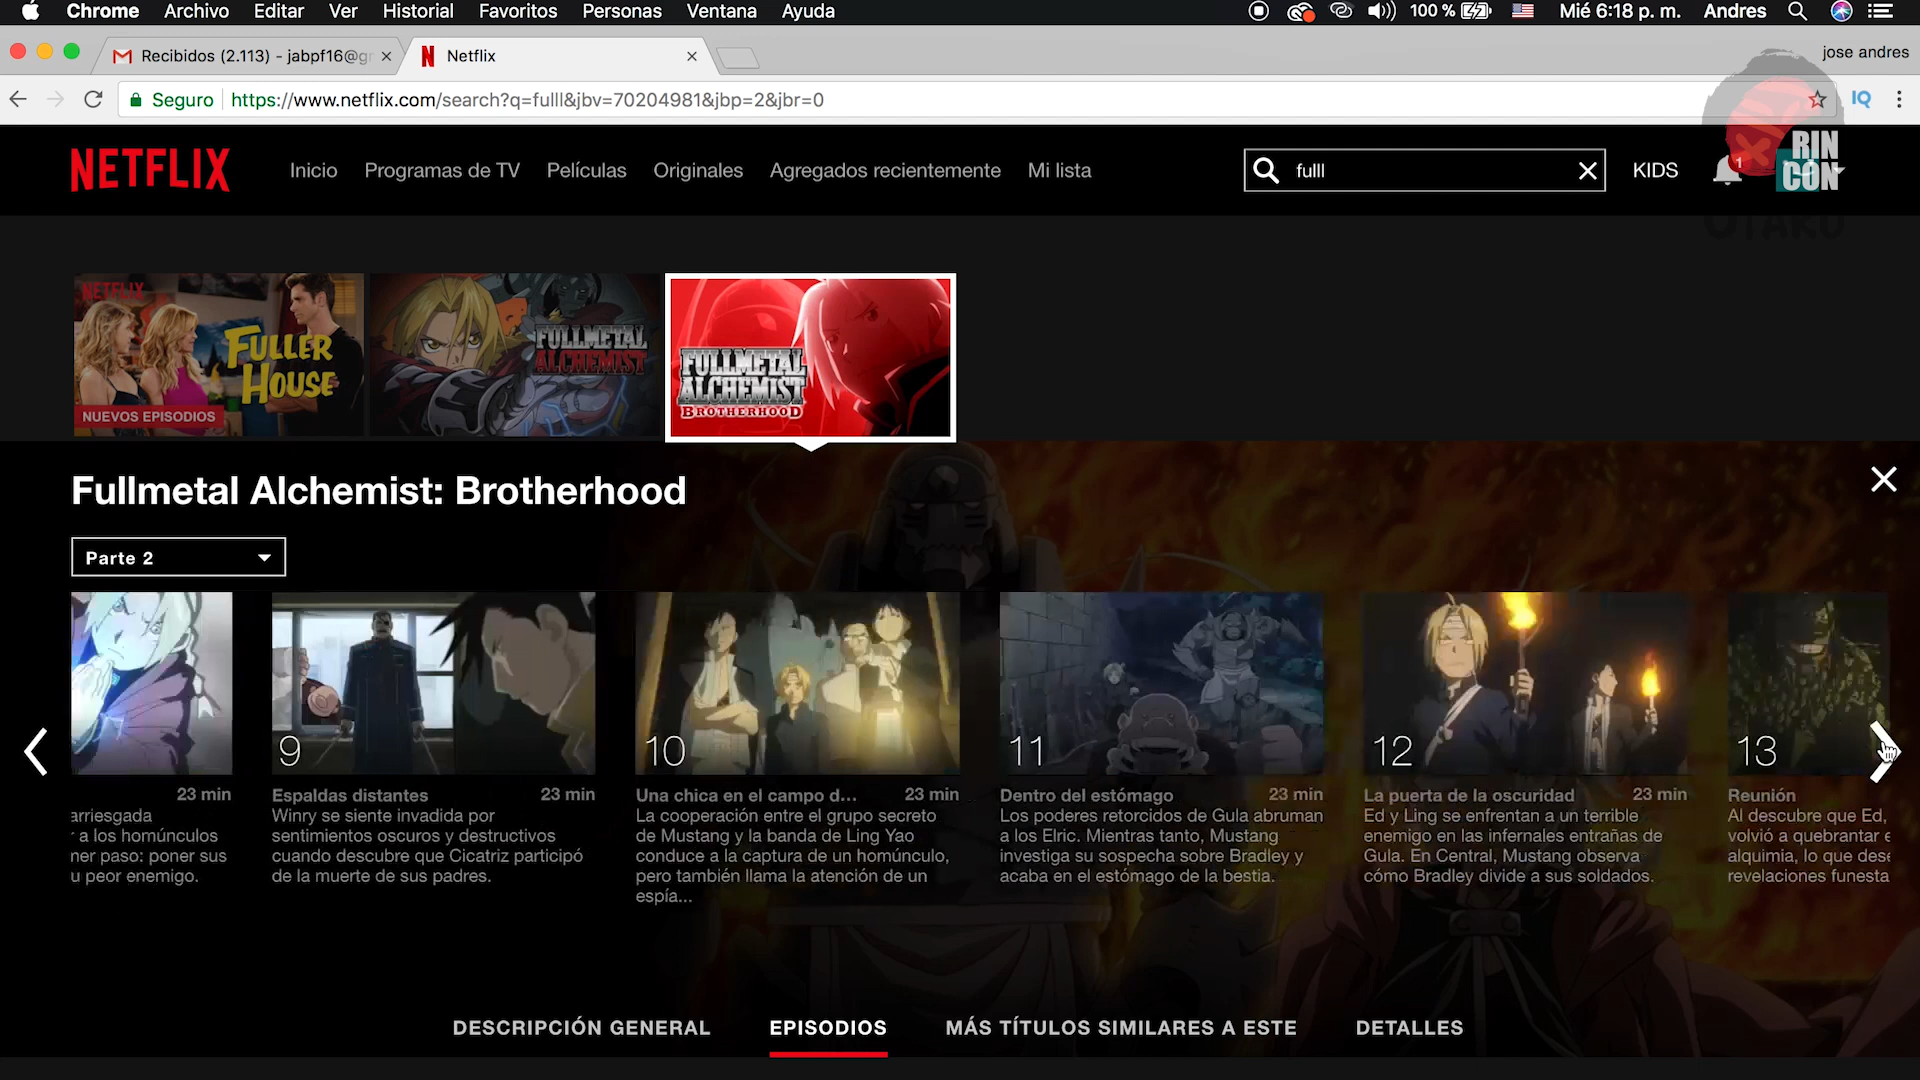 Chrome Archivo Editar Ver Historial Favoritos Personas Ventana Ayuda 100 % Mié 6:18 p. m. Andres
Recibidos (2.113) - jabpf16@gr Netflix jose andres
Seguro https://www.netflix.com/search?q=fulll&jbv=70204981&jbp=2&jbr=0 IQ
NETFLIX Inicio Programas de TV Películas Originales Agregados recientemente Mi lista fulll KIDS 1
RIN
CÓN
OTAKU
NETFLIX
FULLER
HOUSE
NUEVOS EPISODIOS
FULLMETAL
ALCHEMIST
FULLMETAL
ALCHEMIST
BROTHERHOOD
Fullmetal Alchemist: Brotherhood
Parte 2
23 min
arriesgada
r a los homúnculos
ner paso: poner sus
u peor enemigo.
9
Espaldas distantes 23 min
Winry se siente invadida por
sentimientos oscuros y destructivos
cuando descubre que Cicatriz participó
de la muerte de sus padres.
10
Una chica en el campo d... 23 min
La cooperación entre el grupo secreto
de Mustang y la banda de Ling Yao
conduce a la captura de un homúnculo,
pero también llama la atención de un
espía...
11
Dentro del estómago 23 min
Los poderes retorcidos de Gula abruman
a los Elric. Mientras tanto, Mustang
investiga su sospecha sobre Bradley y
acaba en el estómago de la bestia.
12
La puerta de la oscuridad 23 min
Ed y Ling se enfrentan a un terrible
enemigo en las infernales entrañas de
Gula. En Central, Mustang observa
cómo Bradley divide a sus soldados.
13
Reunión
Al descubre que Ed,
volvió a quebrantar e
alquimia, lo que dese
revelaciones funesta
DESCRIPCIÓN GENERAL EPISODIOS MÁS TÍTULOS SIMILARES A ESTE DETALLES